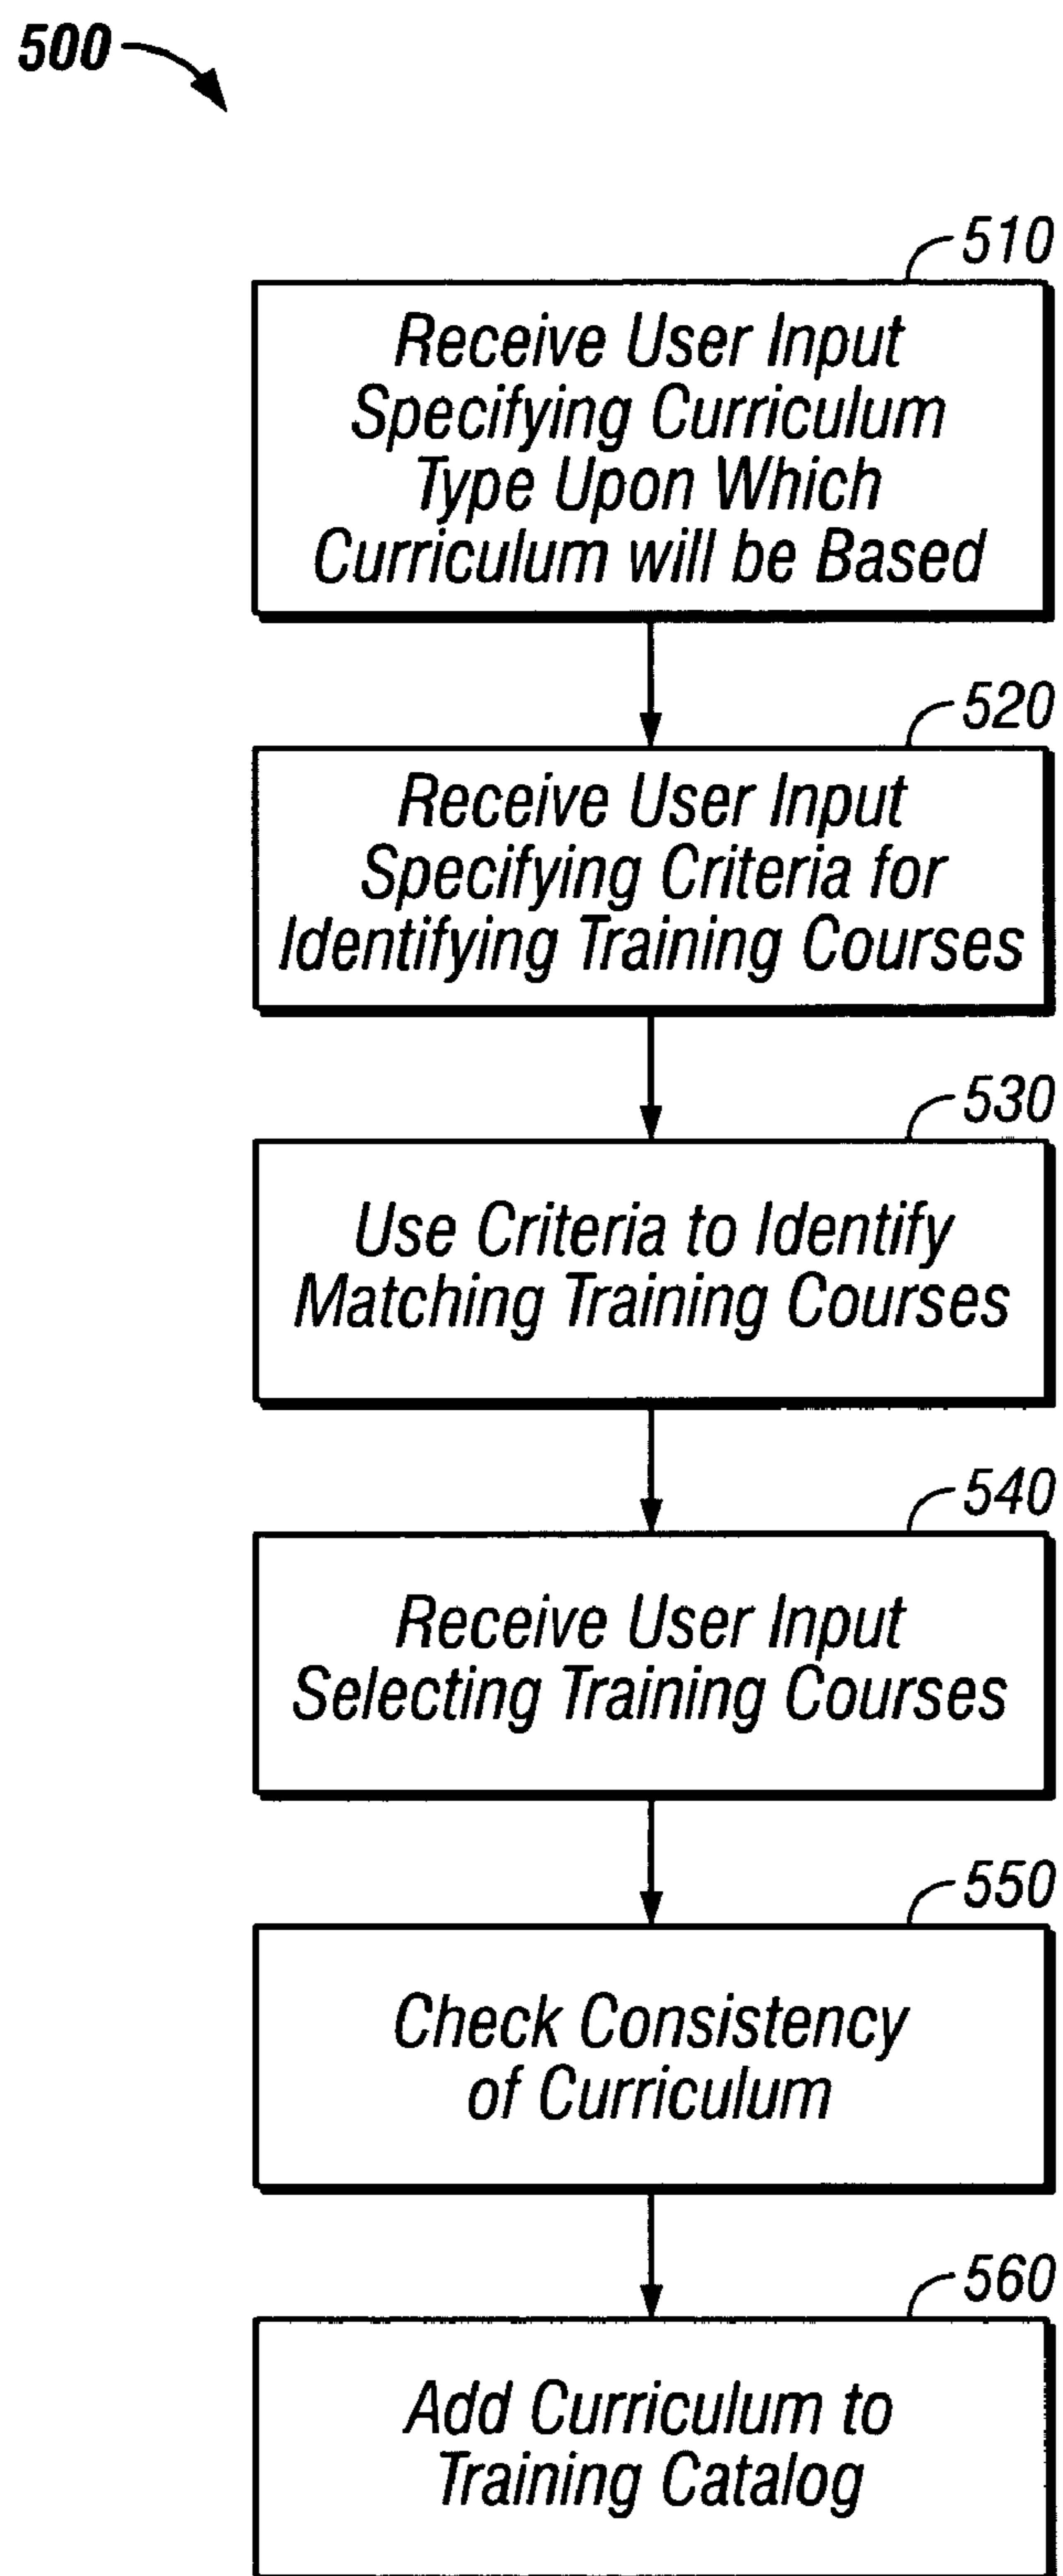 500
510
Receive User Input
Specifying Curriculum
Type Upon Which
Curriculum will be Based
520
Receive User Input
Specifying Criteria for
Identifying Training Courses
530
Use Criteria to Identify
Matching Training Courses
540
Receive User Input
Selecting Training Courses
550
Check Consistency
of Curriculum
560
Add Curriculum to
Training Catalog